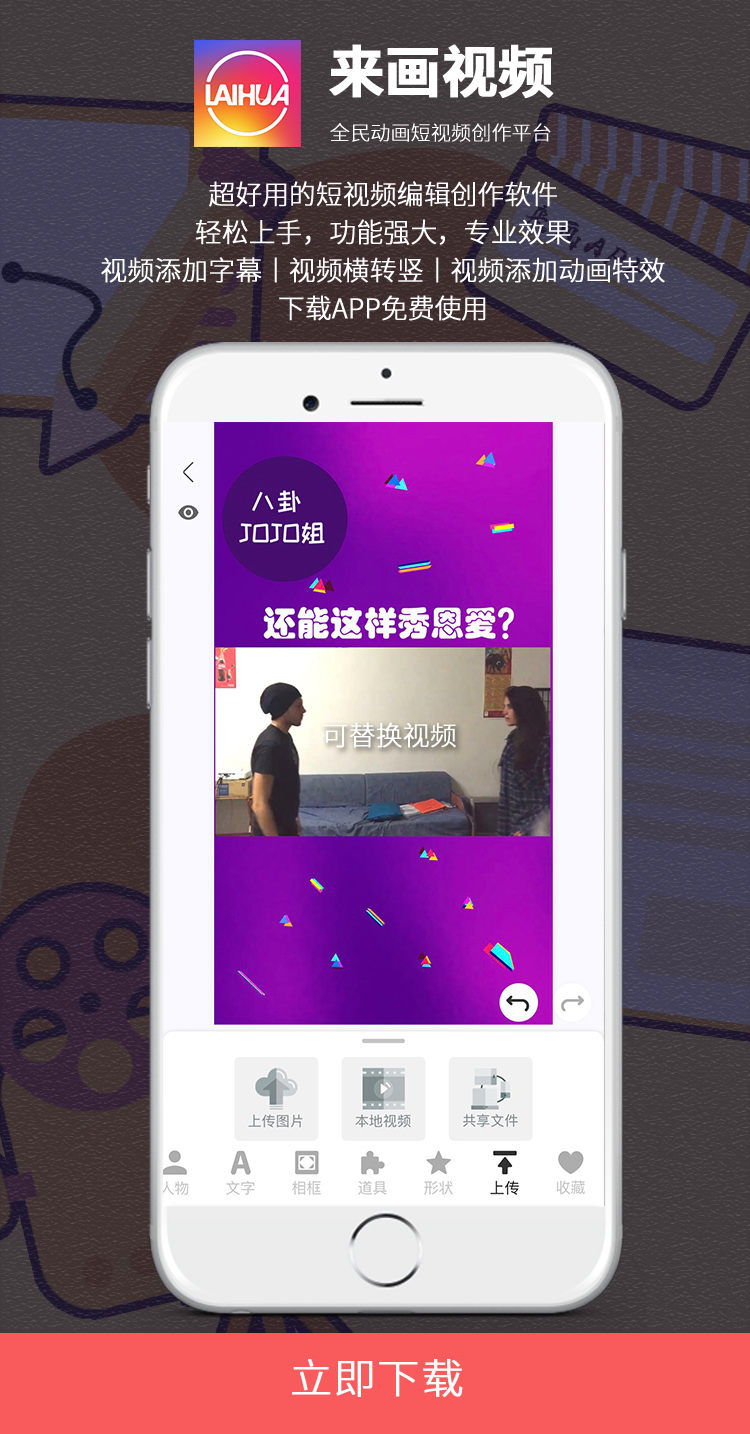 LAIHUA
来画视频
全民动画短视频创作平台
超好用的短视频编辑创作软件
轻松上手，功能强大，专业效果
视频添加字幕丨视频横转竖丨视频添加动画特效
下载APP免费使用
八卦
JOJO姐
还能这样秀恩爱?
可替换视频
上传图片
本地视频
共享文件
人物
文字
相框
道具
形状
上传
收藏
立即下载